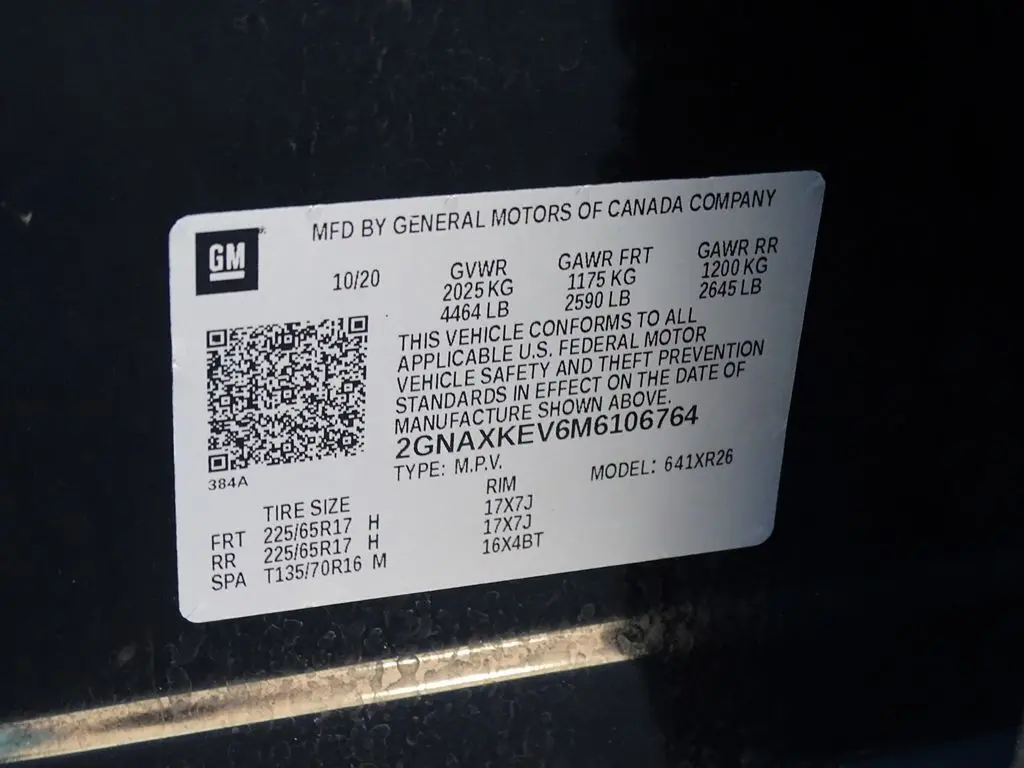 MFD BY GENERAL MOTORS OF CANADA COMPANY
GM
10/20
GVWR
2025 KG
4464 LB
GAWR FRT
1175 KG
2590 LB
GAWR RR
1200 KG
2645 LB
THIS VEHICLE CONFORMS TO ALL
APPLICABLE U.S. FEDERAL MOTOR
VEHICLE SAFETY AND THEFT PREVENTION
STANDARDS IN EFFECT ON THE DATE OF
MANUFACTURE SHOWN ABOVE.
2GNAXKEV6M6106764
TYPE: M.P.V.
MODEL: 641XR26
384A
TIRE SIZE RIM
FRT 225/65R17 H 17X7J
RR 225/65R17 H 17X7J
SPA T135/70R16 M 16X4BT